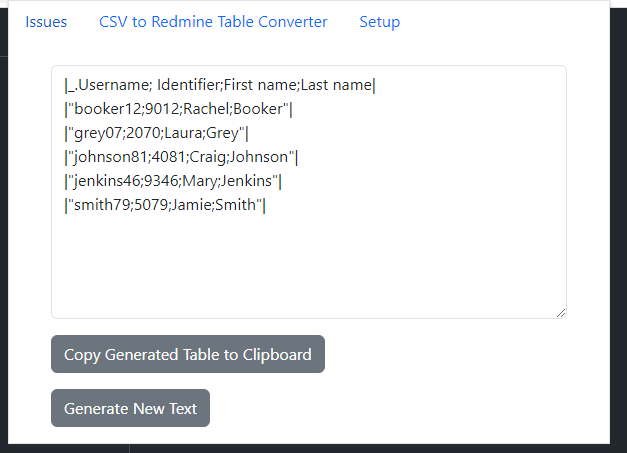 Issues CSV to Redmine Table Converter Setup
|_.Username; Identifier;First name;Last name|
|"booker12;9012;Rachel;Booker"|
|"grey07;2070;Laura;Grey"|
|"johnson81;4081;Craig;Johnson"|
|"jenkins46;9346;Mary;Jenkins"|
|"smith79;5079;Jamie;Smith"|
Copy Generated Table to Clipboard
Generate New Text